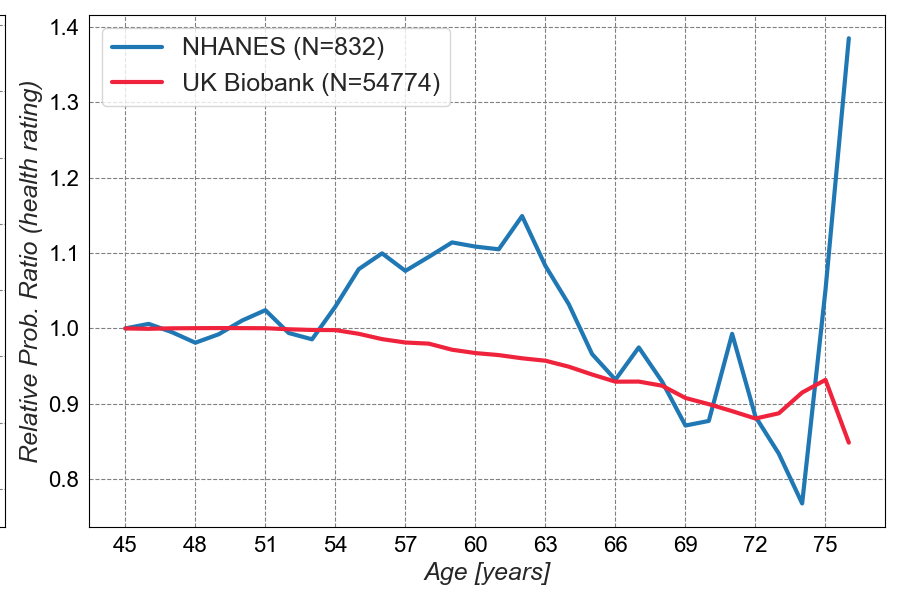 NHANES (N=832)
UK Biobank (N=54774)
Relative Prob. Ratio (health rating)
1.4
1.3
1.2
1.1
1.0
0.9
0.8
45 48 51 54 57 60 63 66 69 72 75
Age [years]